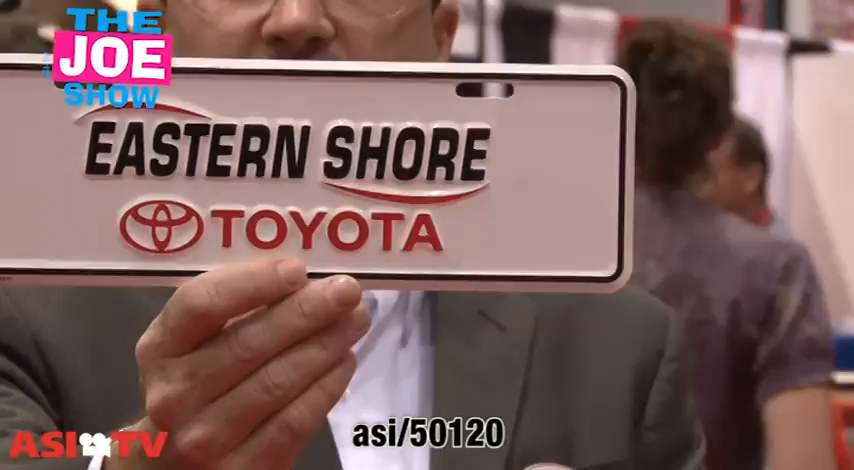 THE
JOE
SHOW
EASTERN SHORE
TOYOTA
asi/50120
ASI TV